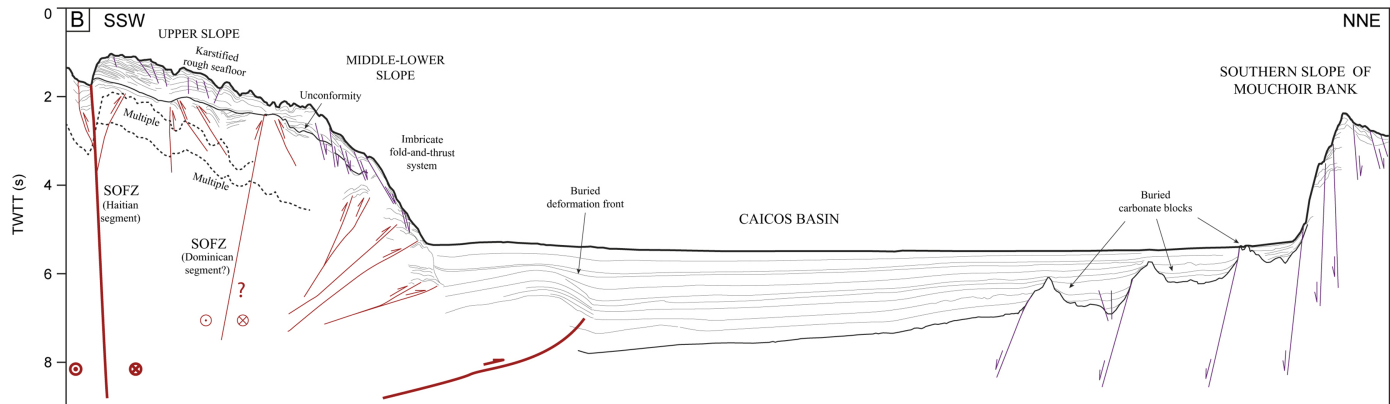 B SSW
NNE
UPPER SLOPE
Karstified
rough seafloor
MIDDLE-LOWER
SLOPE
Unconformity
Multiple
Multiple
Imbricate
fold-and-thrust
system
SOUTHERN SLOPE OF
MOUCHOIR BANK
SOFZ
(Haitian
segment)
SOFZ
(Dominican
segment?)
?
Buried
deformation front
CAICOS BASIN
Buried
carbonate blocks
TWTT (s)
0
2
4
6
8